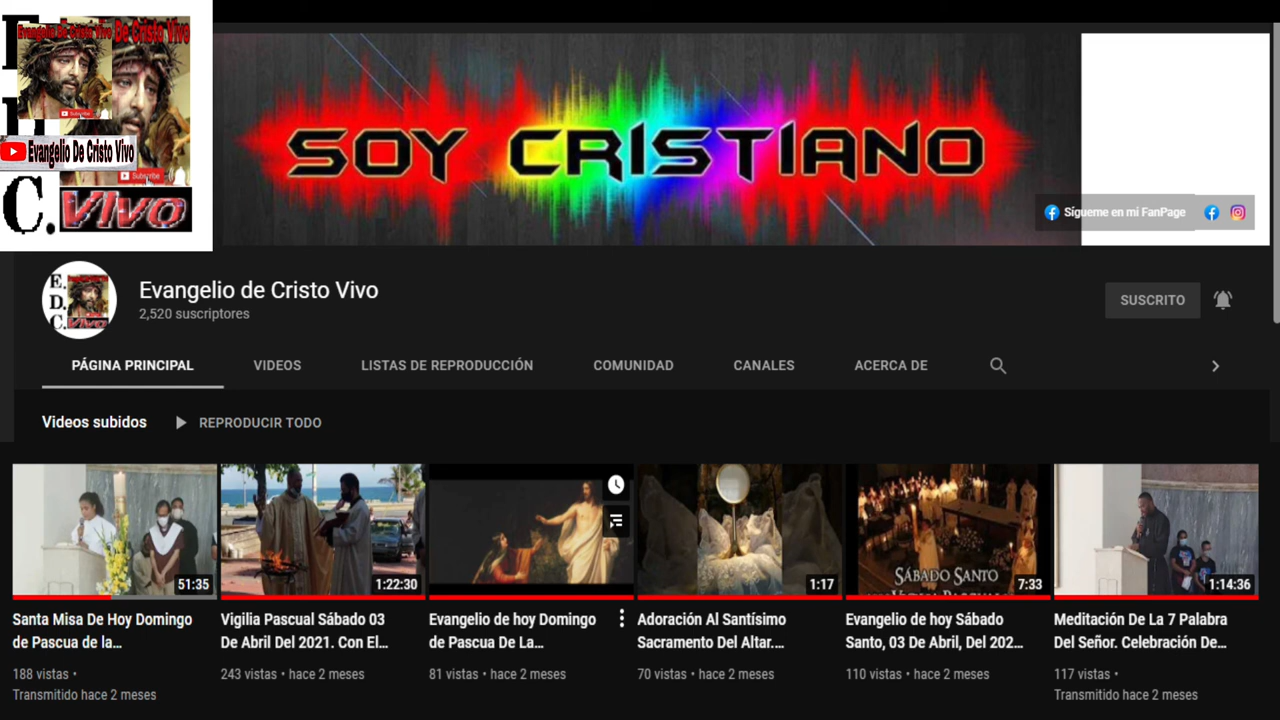 Evangelio De Cristo Vivo De Cristo Vivo
Subscribe
Evangelio De Cristo Vivo
Subscribe
C. Vivo
SOY CRISTIANO
Sígueme en mi FanPage
E.
D.
C. Vivo
Evangelio de Cristo Vivo
2,520 suscriptores
SUSCRITO
PÁGINA PRINCIPAL VIDEOS LISTAS DE REPRODUCCIÓN COMUNIDAD CANALES ACERCA DE
Videos subidos REPRODUCIR TODO
51:35
1:22:30
1:17
SÁBADO SANTO
7:33
1:14:36
Santa Misa De Hoy Domingo
de Pascua de la...
188 vistas •
Transmitido hace 2 meses
Vigilia Pascual Sábado 03
De Abril Del 2021. Con El...
243 vistas • hace 2 meses
Evangelio de hoy Domingo
de Pascua De La...
81 vistas • hace 2 meses
Adoración Al Santísimo
Sacramento Del Altar....
70 vistas • hace 2 meses
Evangelio de hoy Sábado
Santo, 03 De Abril, Del 202...
110 vistas • hace 2 meses
Meditación De La 7 Palabra
Del Señor. Celebración De...
117 vistas •
Transmitido hace 2 meses